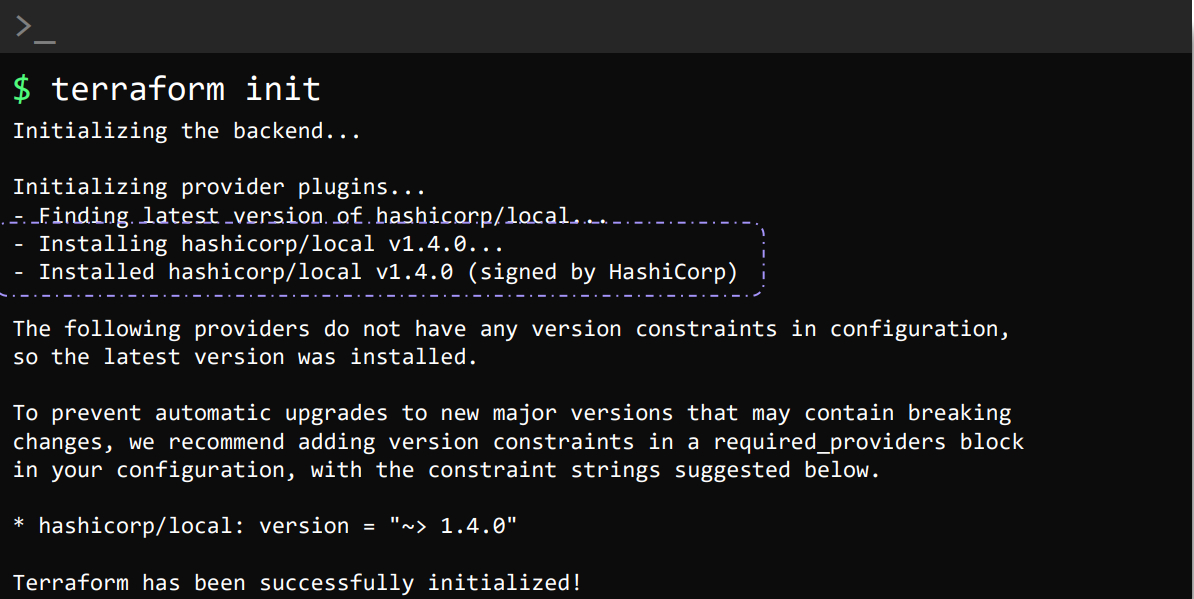 >_
$ terraform init
Initializing the backend...
Initializing provider plugins...
- Finding latest version of hashicorp/local...
- Installing hashicorp/local v1.4.0...
- Installed hashicorp/local v1.4.0 (signed by HashiCorp)
The following providers do not have any version constraints in configuration,
so the latest version was installed.
To prevent automatic upgrades to new major versions that may contain breaking
changes, we recommend adding version constraints in a required_providers block
in your configuration, with the constraint strings suggested below.
* hashicorp/local: version = "~> 1.4.0"
Terraform has been successfully initialized!